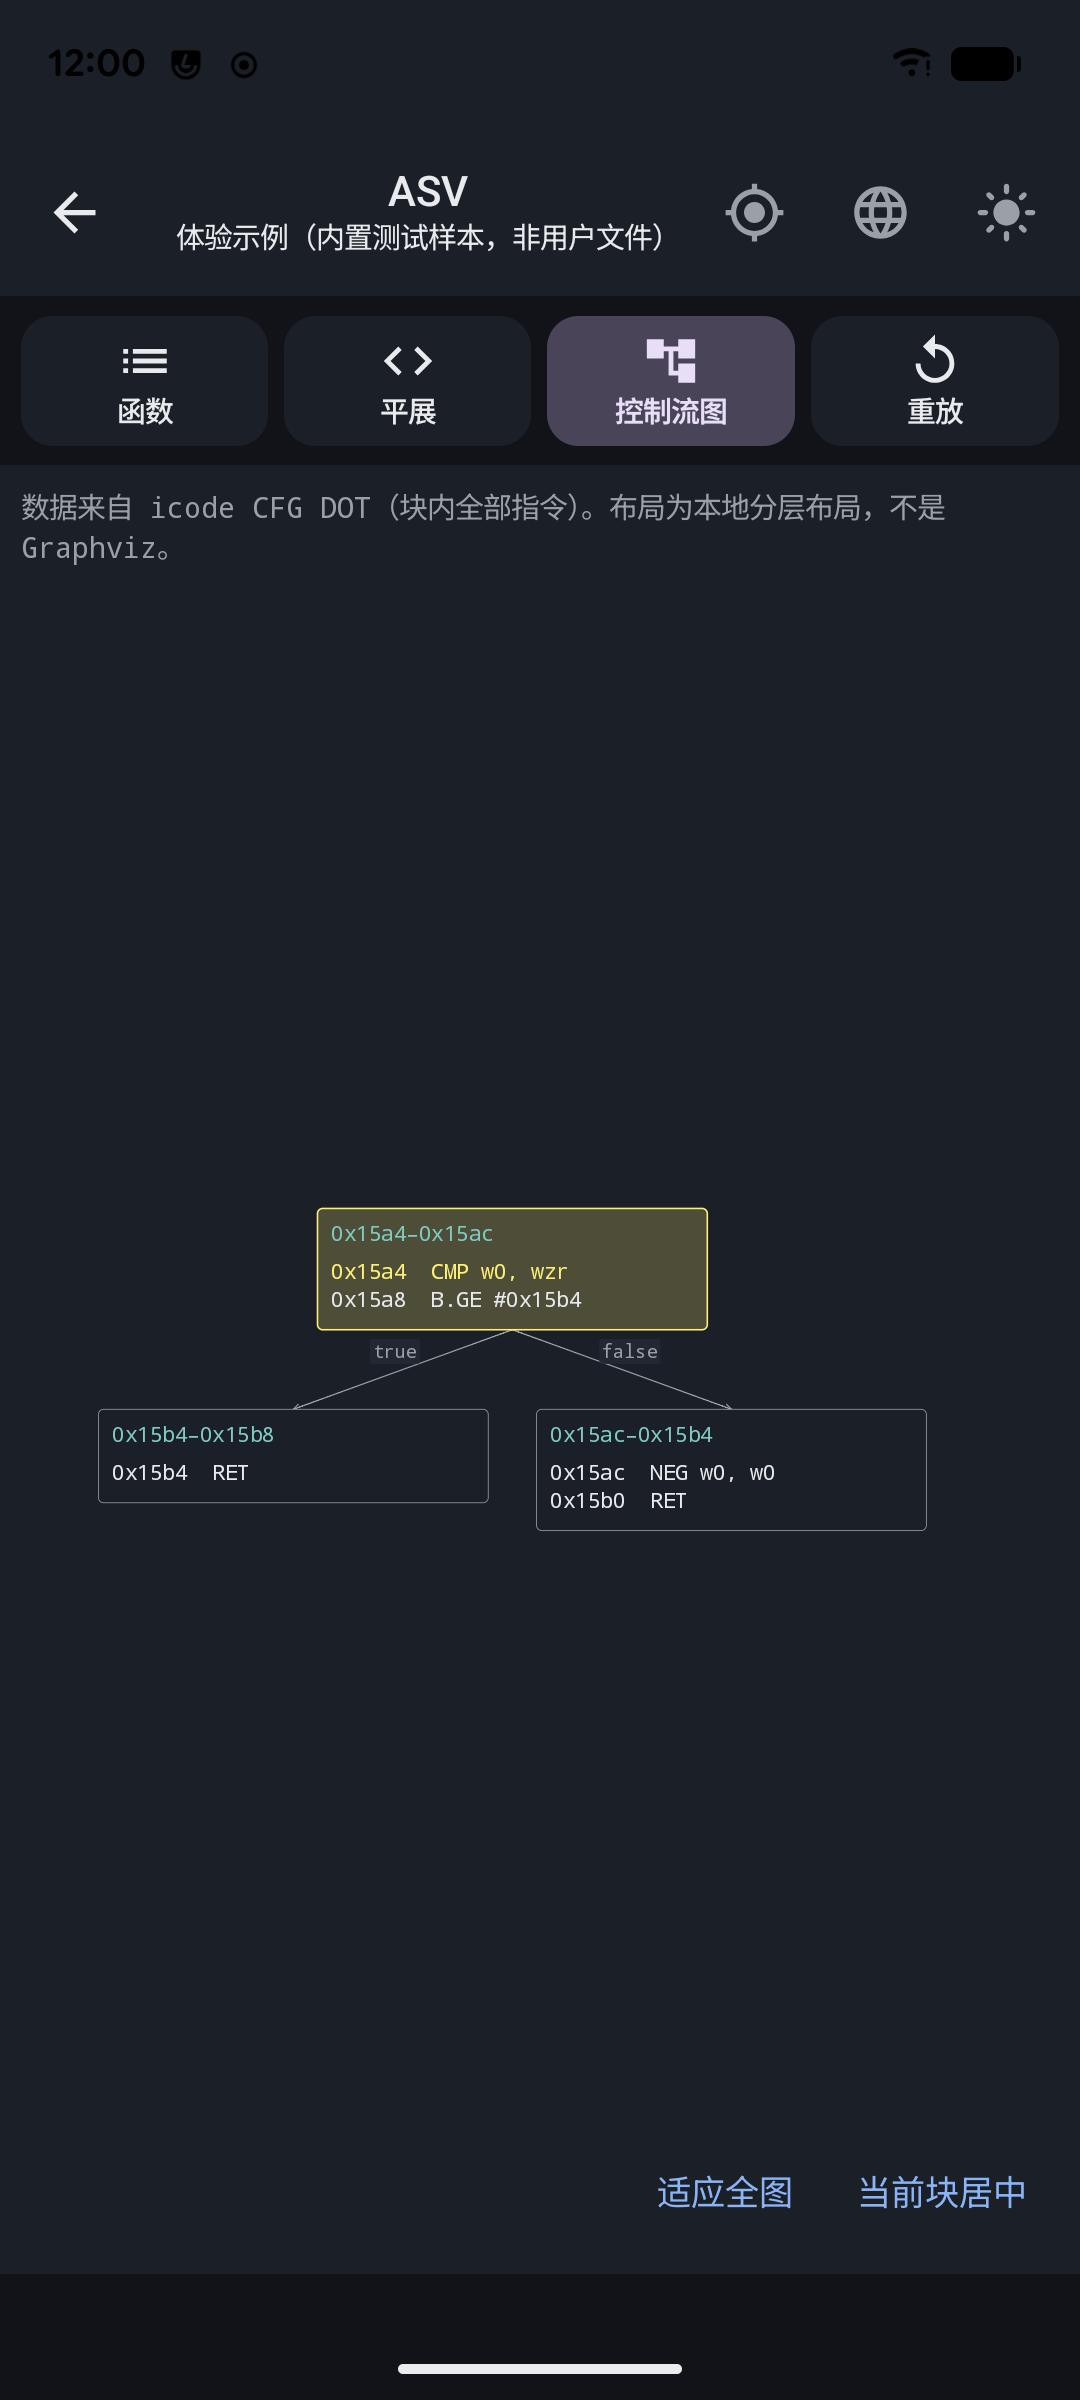 12:00
ASV
体验示例（内置测试样本，非用户文件）
函数
平展
控制流图
重放
数据来自 icode CFG DOT（块内全部指令）。布局为本地分层布局，不是
Graphviz。
0x15a4–0x15ac
0x15a4  CMP w0, wzr
0x15a8  B.GE #0x15b4
true
false
0x15b4–0x15b8
0x15b4  RET
0x15ac–0x15b4
0x15ac  NEG w0, w0
0x15b0  RET
适应全图
当前块居中